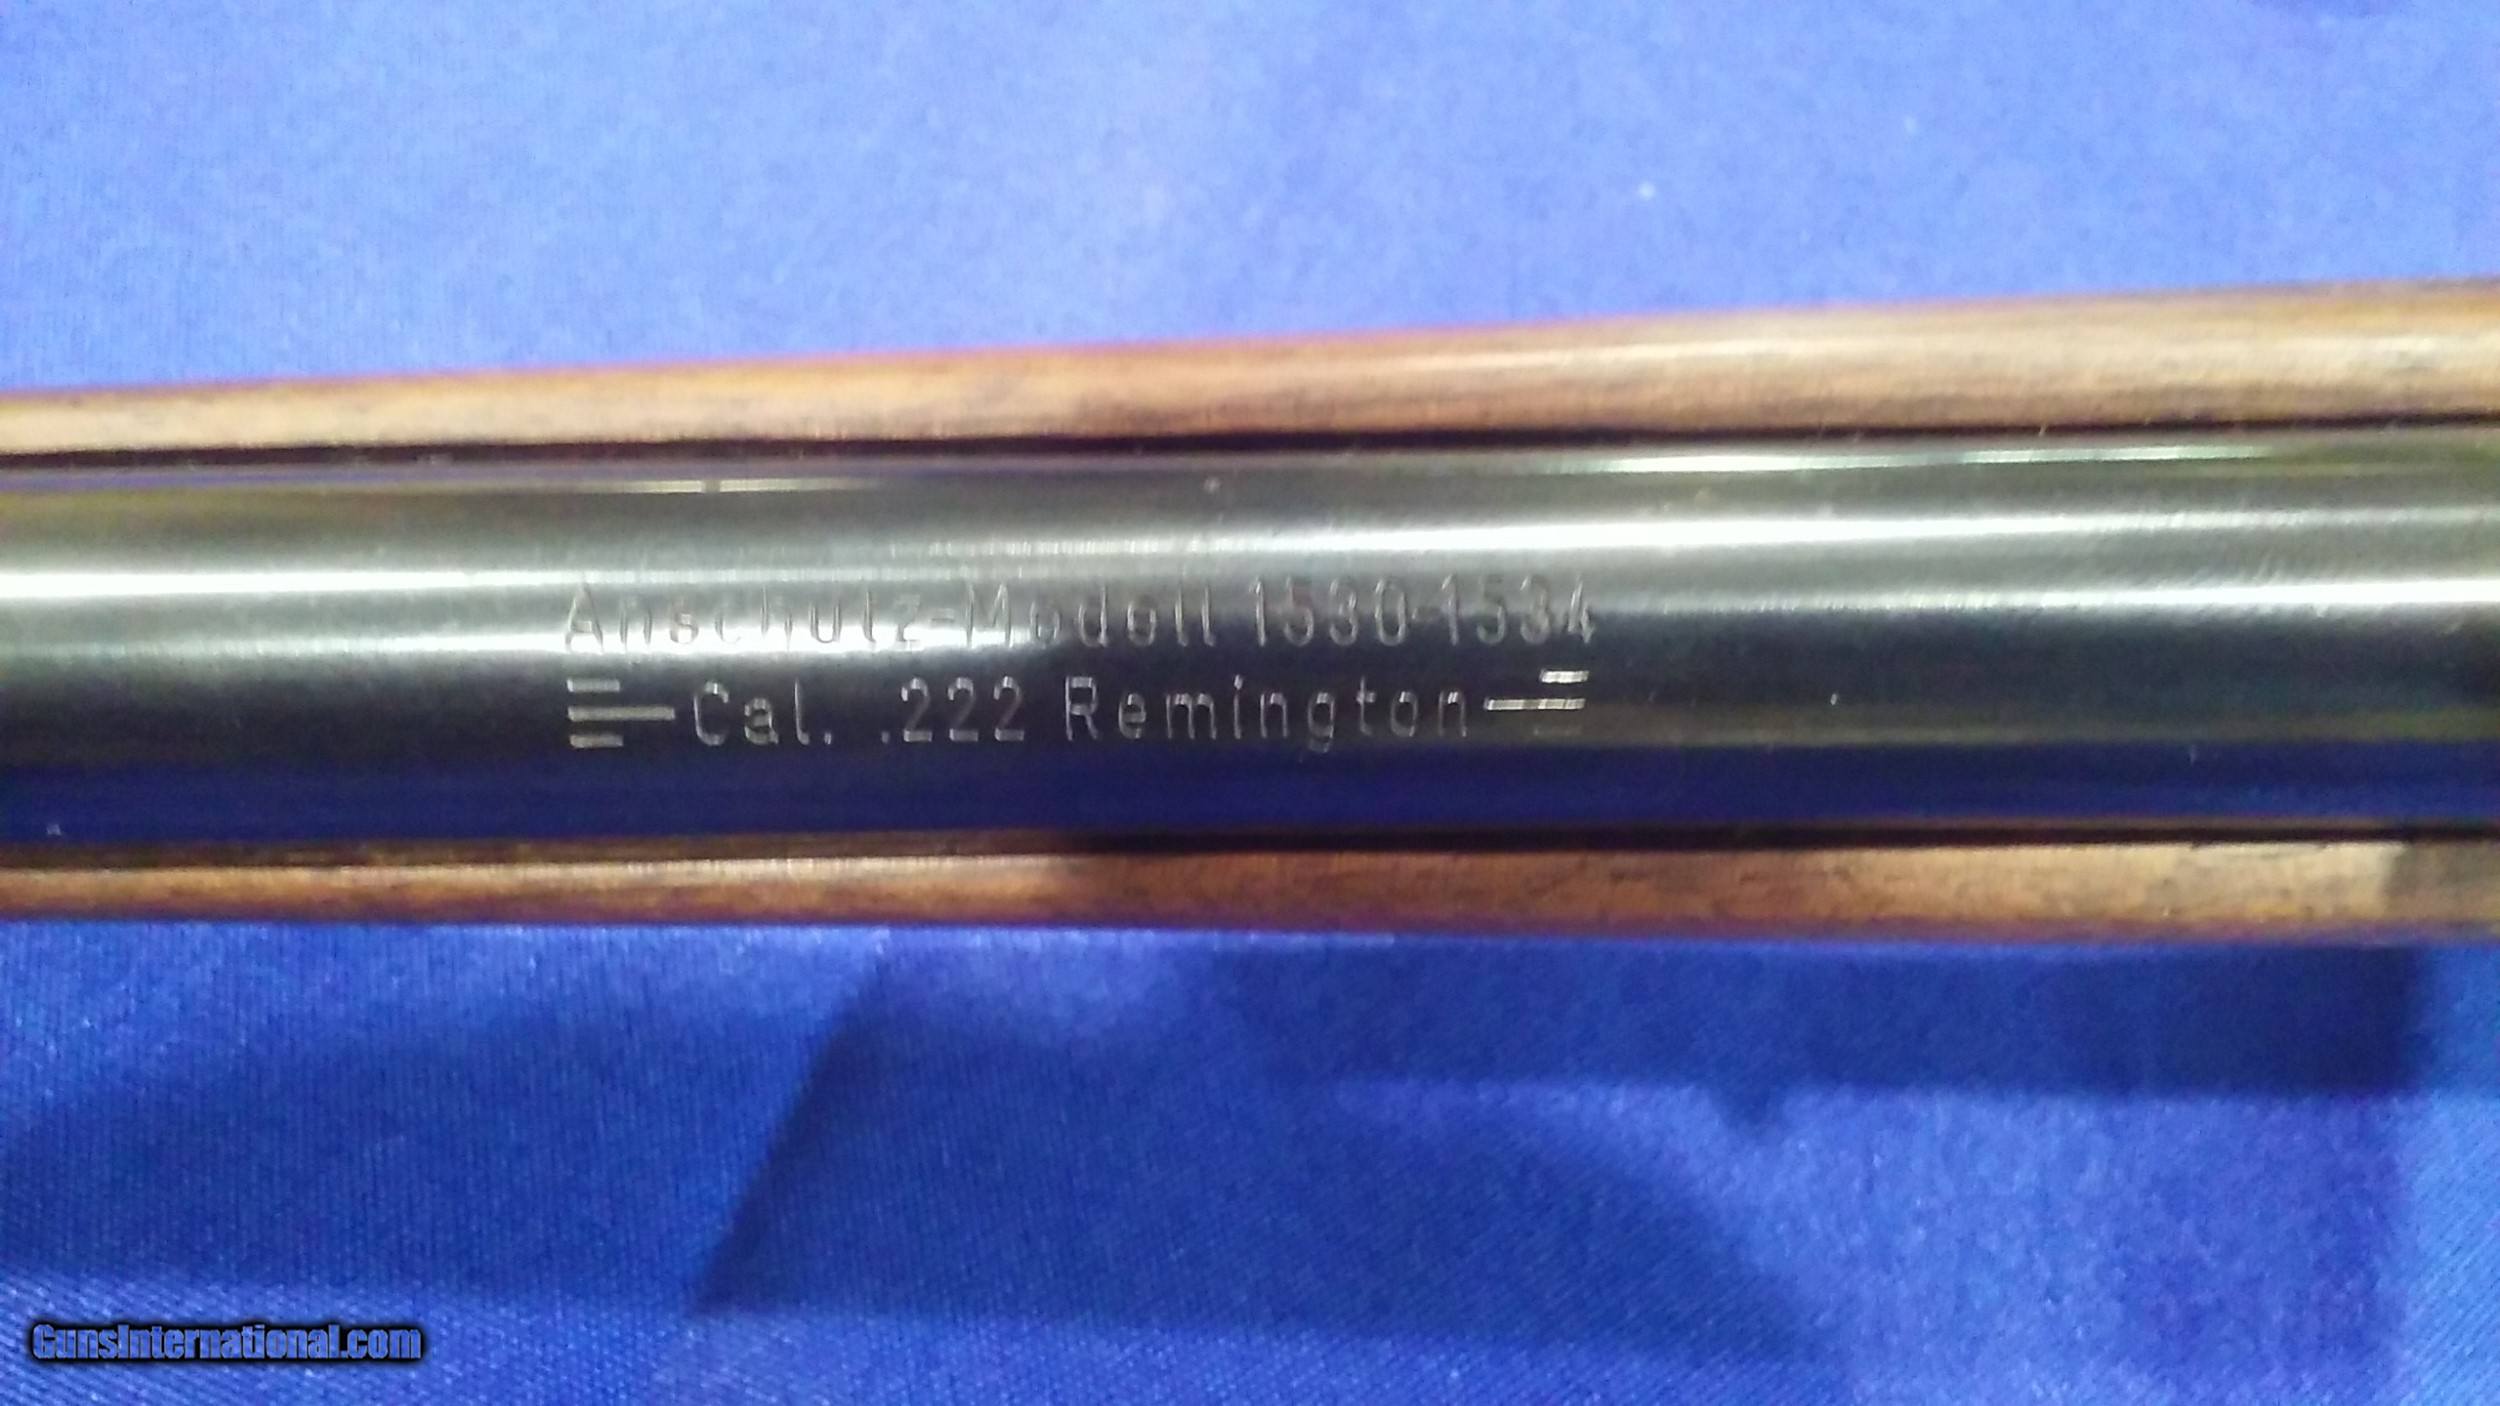 Anschutz-Modell 1530-1534
Cal. .222 Remington
GunsInternational.com